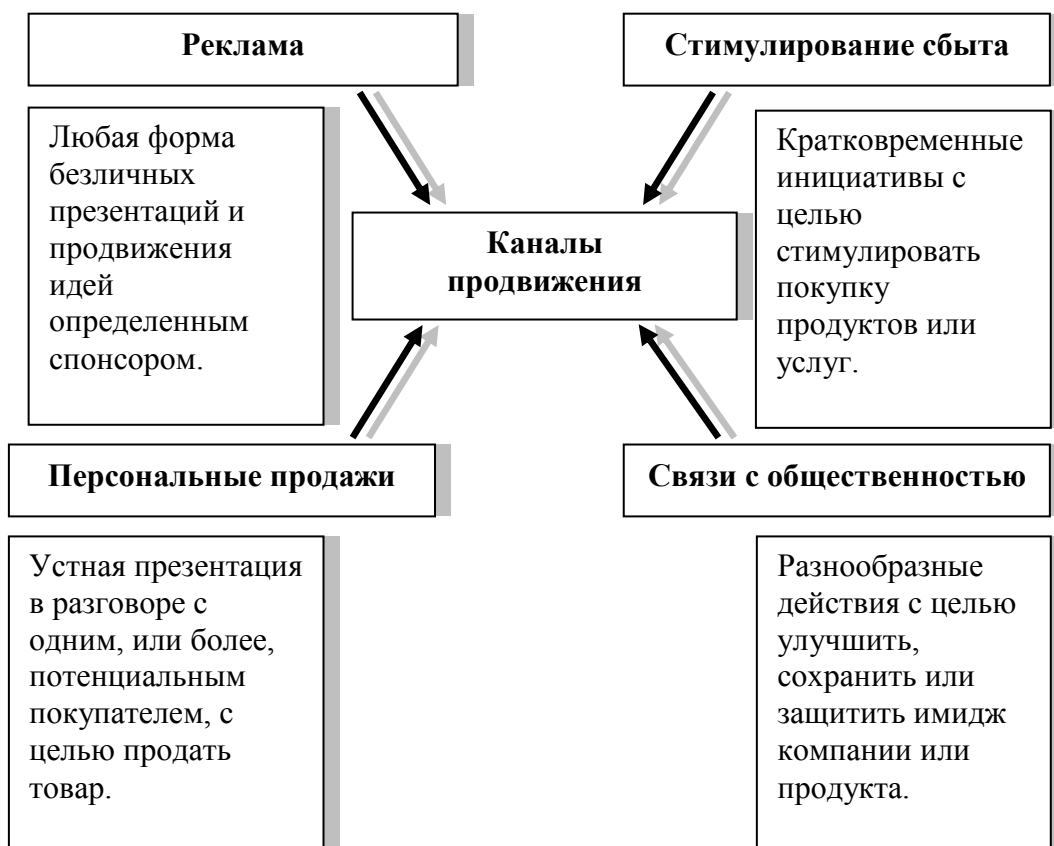 Реклама
Стимулирование сбыта
Любая форма
безличных
презентаций и
продвижения
идей
определенным
спонсором.
Кратковременные
инициативы с
целью
стимулировать
покупку
продуктов или
услуг.
Каналы
продвижения
Персональные продажи
Связи с общественностью
Устная презентация
в разговоре с
одним, или более,
потенциальным
покупателем, с
целью продать
товар.
Разнообразные
действия с целью
улучшить,
сохранить или
защитить имидж
компании или
продукта.